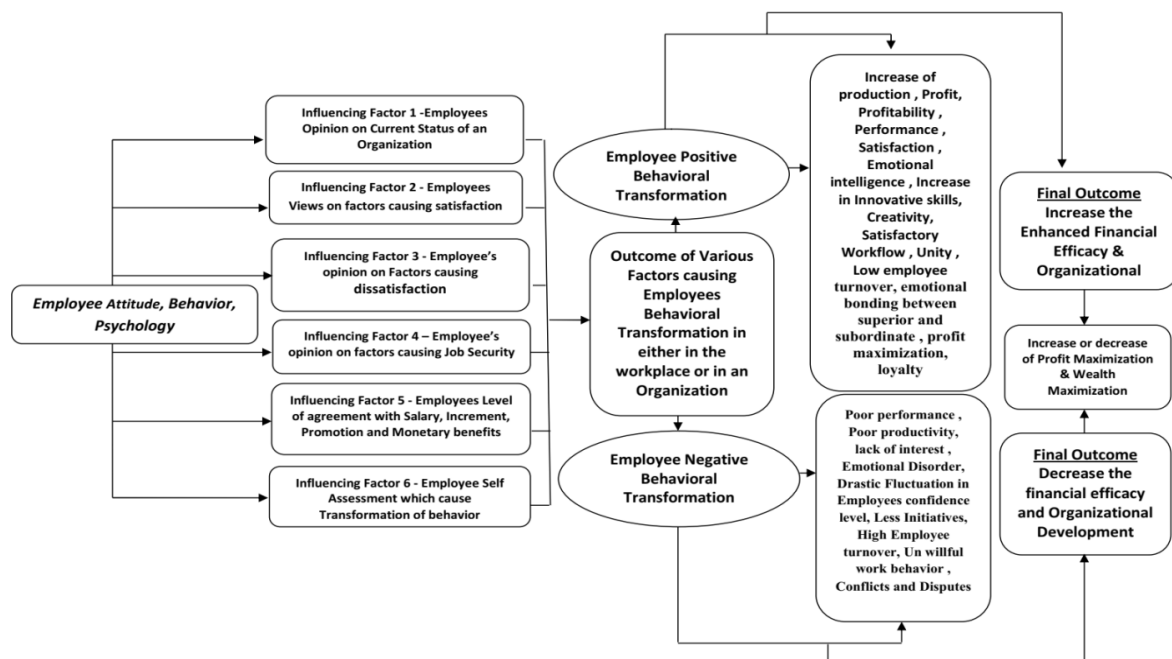 Employee Attitude, Behavior,
Psychology
Influencing Factor 1 -Employees
Opinion on Current Status of an
Organization
Influencing Factor 2 - Employees
Views on factors causing satisfaction
Influencing Factor 3 - Employee's
opinion on Factors causing
dissatisfaction
Influencing Factor 4 – Employee's
opinion on factors causing Job Security
Influencing Factor 5 - Employees Level
of agreement with Salary, Increment,
Promotion and Monetary benefits
Influencing Factor 6 - Employee Self
Assessment which cause
Transformation of behavior
Employee Positive
Behavioral
Transformation
Outcome of Various
Factors causing
Employees
Behavioral
Transformation in
either in the
workplace or in an
Organization
Employee Negative
Behavioral
Transformation
Increase of
production , Profit,
Profitability ,
Performance ,
Satisfaction ,
Emotional
intelligence , Increase
in Innovative skills,
Creativity,
Satisfactory
Workflow , Unity ,
Low employee
turnover, emotional
bonding between
superior and
subordinate , profit
maximization,
loyalty
Poor performance ,
Poor productivity,
lack of interest ,
Emotional Disorder,
Drastic Fluctuation in
Employees confidence
level, Less Initiatives,
High Employee
turnover, Un willful
work behavior ,
Conflicts and Disputes
Final Outcome
Increase the
Enhanced Financial
Efficacy &
Organizational
Increase or decrease
of Profit Maximization
& Wealth
Maximization
Final Outcome
Decrease the
financial efficacy
and Organizational
Development